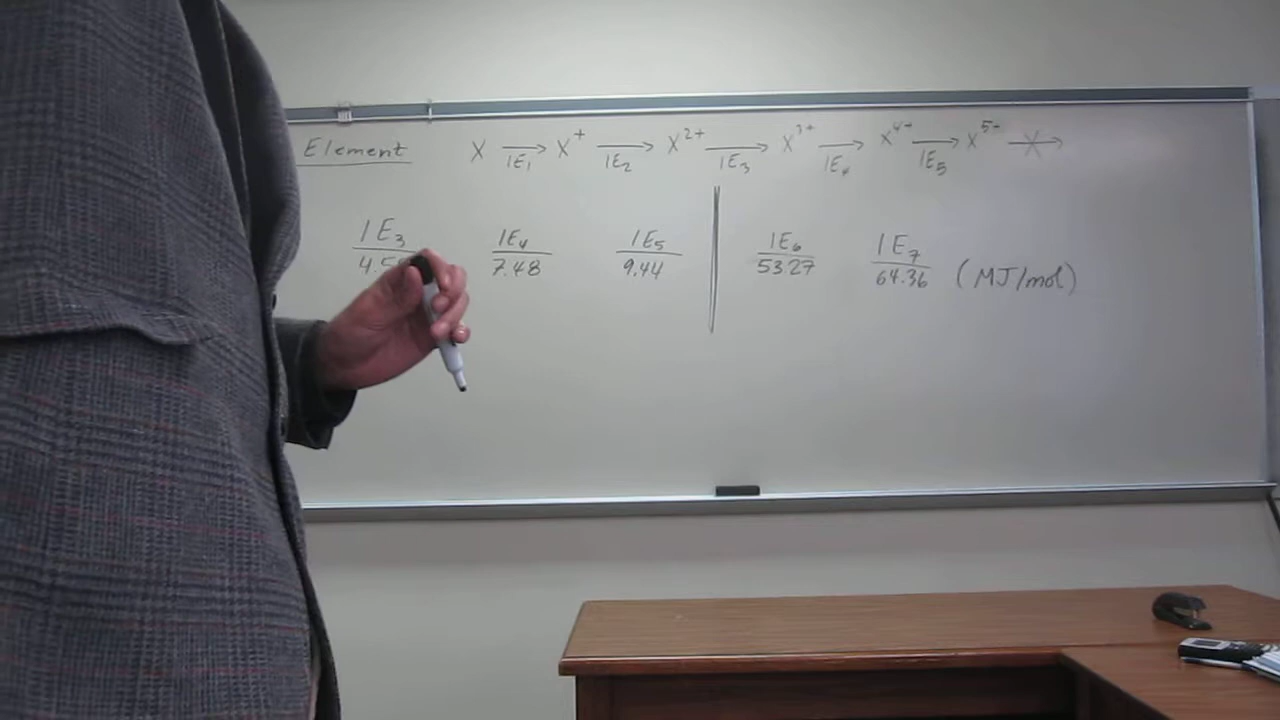 Element X → X⁺ → X²⁺ → X³⁺ → X⁴⁺ → X⁵⁺ →
IE₁ IE₂ IE₃ IE₄ IE₅
IE₃ IE₄ IE₅ IE₆ IE₇
7.48 9.44 53.27 64.36 (MJ/mol)